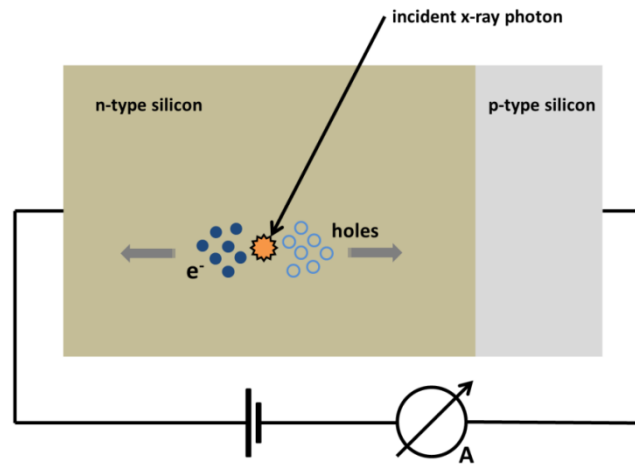 incident x-ray photon
n-type silicon
p-type silicon
holes
e-
A